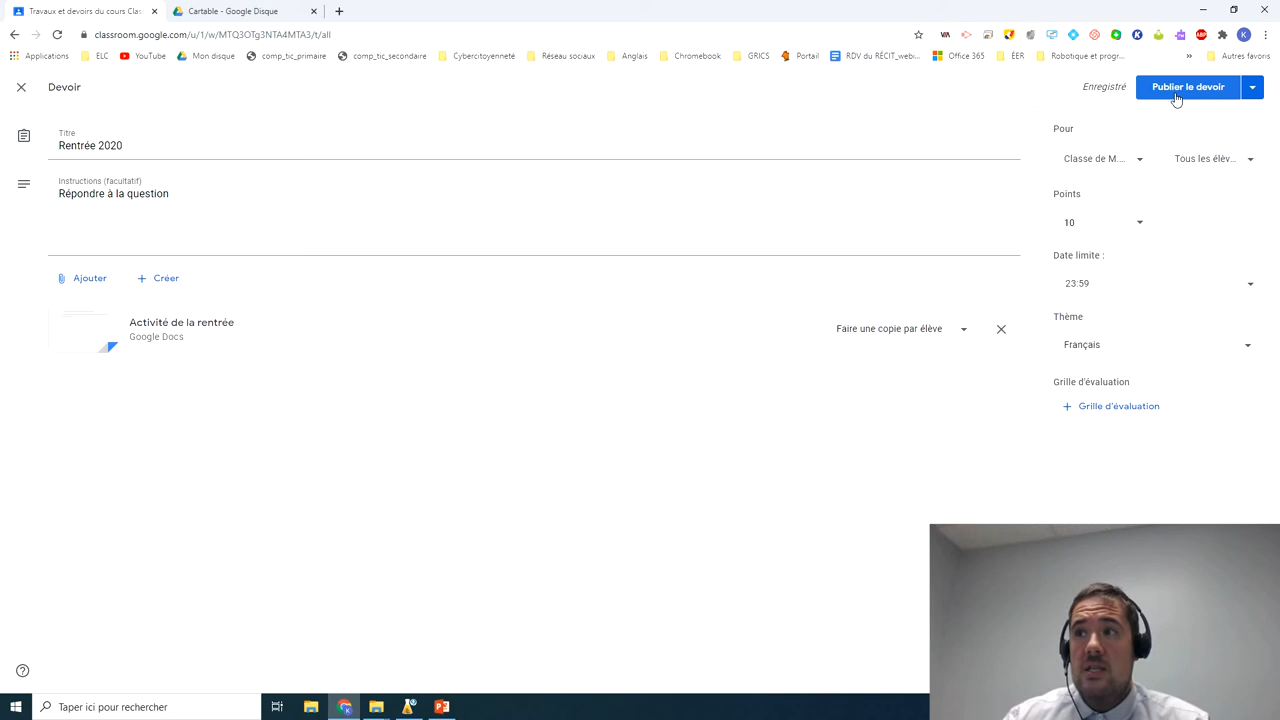 Travaux et devoirs du cours Clas
Cartable - Google Disque
classroom.google.com/u/1/w/MTQ3OTg3NTA4MTA3/t/all
Applications
ELC
YouTube
Mon disque
comp_tic_primaire
comp_tic_secondaire
Cybercitoyenneté
Réseau sociaux
Anglais
Chromebook
GRICS
Portail
RDV du RÉCIT_webi...
Office 365
ÉER
Robotique et progr...
»
Autres favoris
Devoir
Enregistré
Publier le devoir
Titre
Rentrée 2020
Instructions (facultatif)
Répondre à la question
Ajouter
Créer
Activité de la rentrée
Google Docs
Faire une copie par élève
Pour
Classe de M....
Tous les élèv...
Points
10
Date limite :
23:59
Thème
Français
Grille d'évaluation
+ Grille d'évaluation
Taper ici pour rechercher